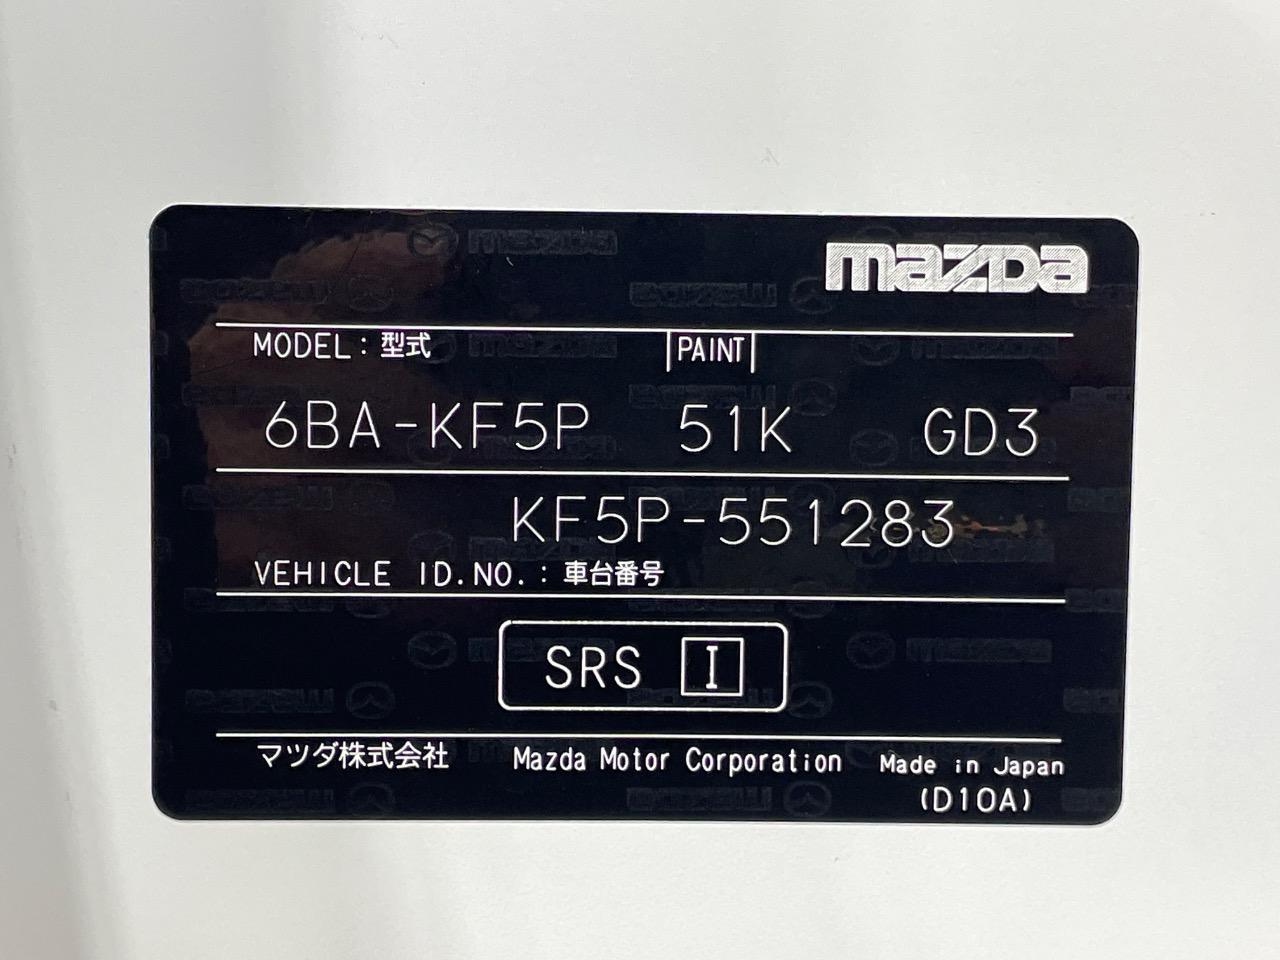 mazda
MODEL: 型式 |PAINT|
6BA-KF5P 51K GD3
KF5P-551283
VEHICLE ID.NO.: 車台番号
SRS I
マツダ株式会社 Mazda Motor Corporation Made in Japan
(D10A)